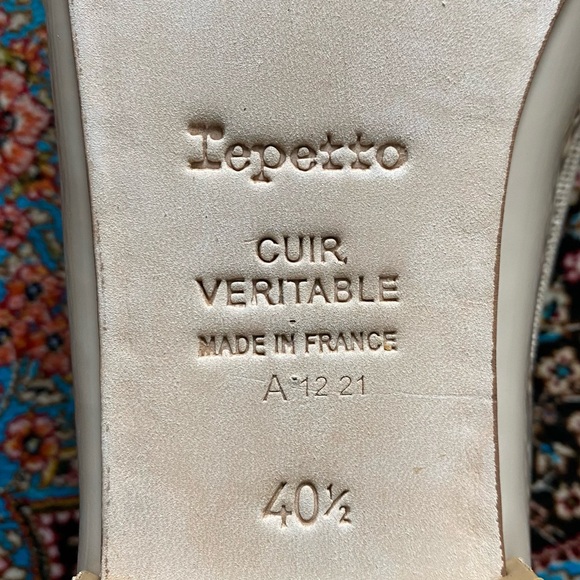 repetto
CUIR
VERITABLE
MADE IN FRANCE
A 12 21
40½